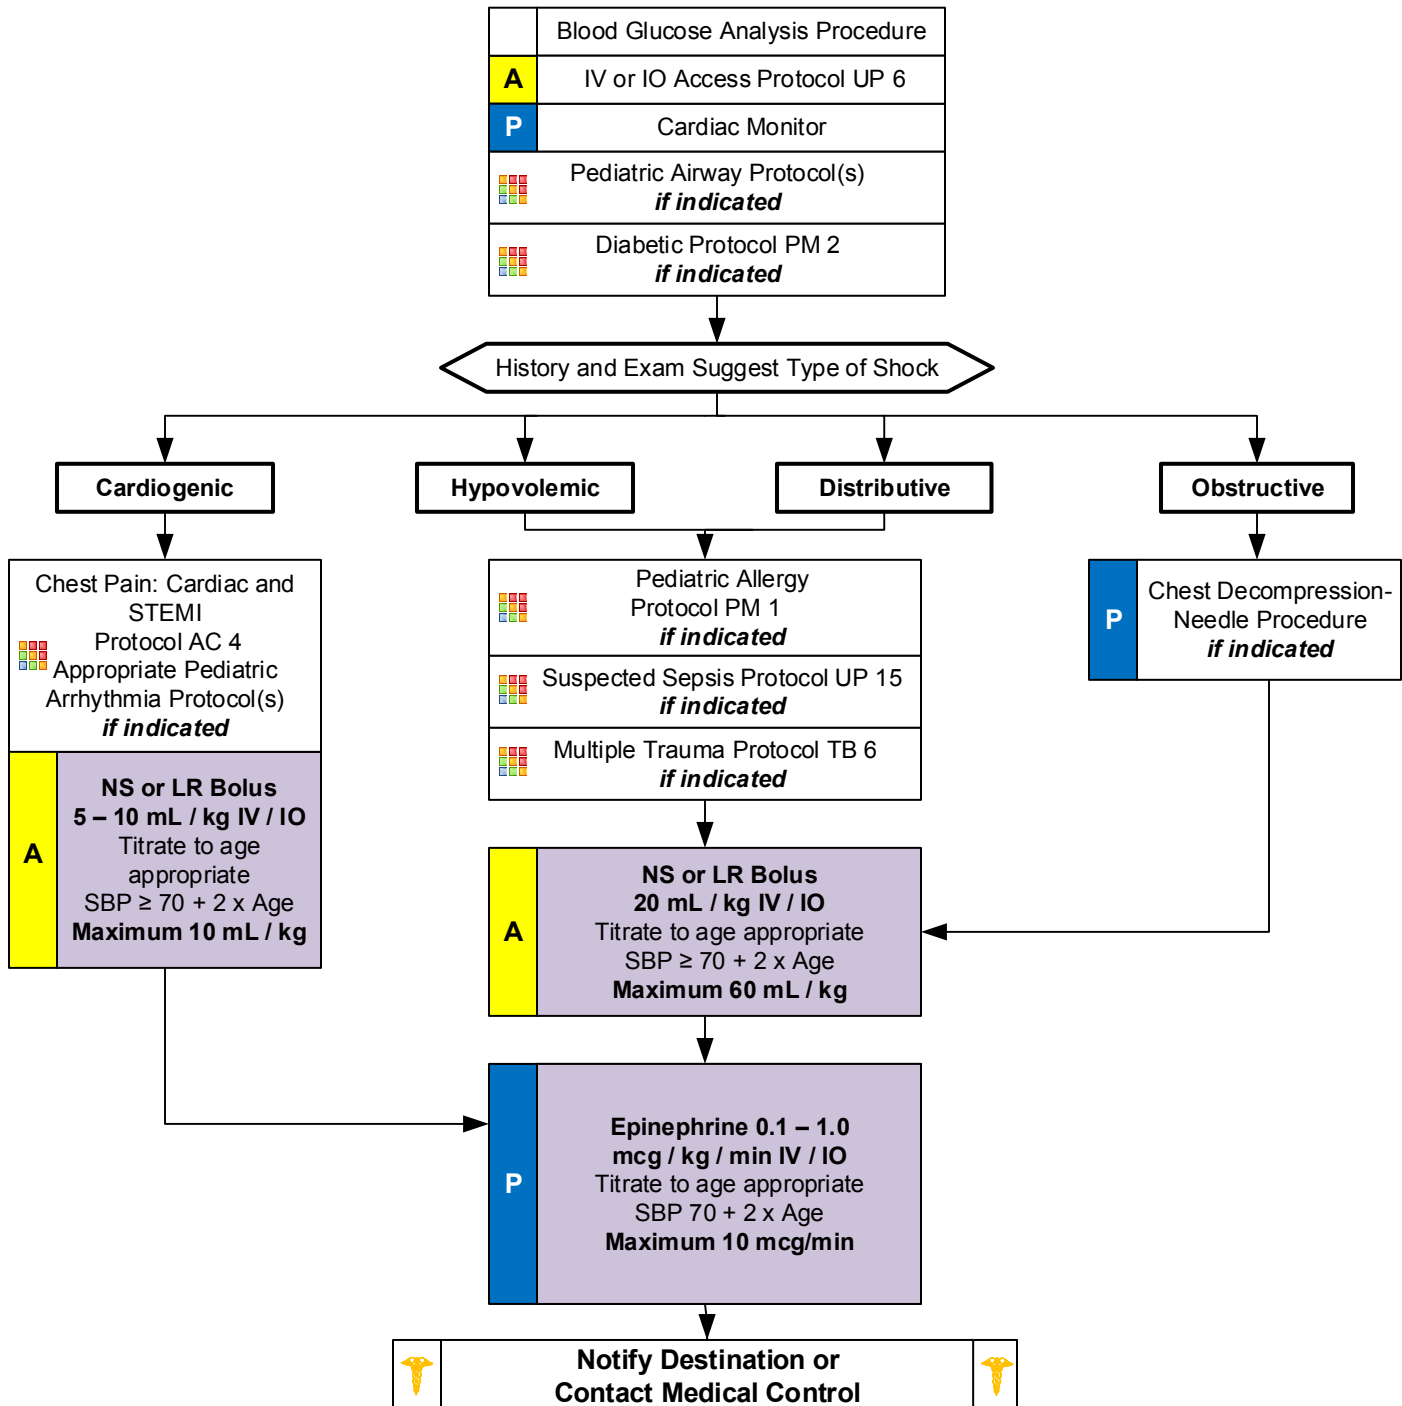 Blood Glucose Analysis Procedure
A
IV or IO Access Protocol UP 6
P
Cardiac Monitor
Pediatric Airway Protocol(s)
if indicated
Diabetic Protocol PM 2
if indicated
History and Exam Suggest Type of Shock
Cardiogenic
Hypovolemic
Distributive
Obstructive
Chest Pain: Cardiac and
STEMI
Protocol AC 4
Appropriate Pediatric
Arrhythmia Protocol(s)
if indicated
A
NS or LR Bolus
5 – 10 mL / kg IV / IO
Titrate to age
appropriate
SBP ≥ 70 + 2 x Age
Maximum 10 mL / kg
Pediatric Allergy
Protocol PM 1
if indicated
Suspected Sepsis Protocol UP 15
if indicated
Multiple Trauma Protocol TB 6
if indicated
P
Chest Decompression-
Needle Procedure
if indicated
A
NS or LR Bolus
20 mL / kg IV / IO
Titrate to age appropriate
SBP ≥ 70 + 2 x Age
Maximum 60 mL / kg
P
Epinephrine 0.1 – 1.0
mcg / kg / min IV / IO
Titrate to age appropriate
SBP 70 + 2 x Age
Maximum 10 mcg/min
Notify Destination or
Contact Medical Control